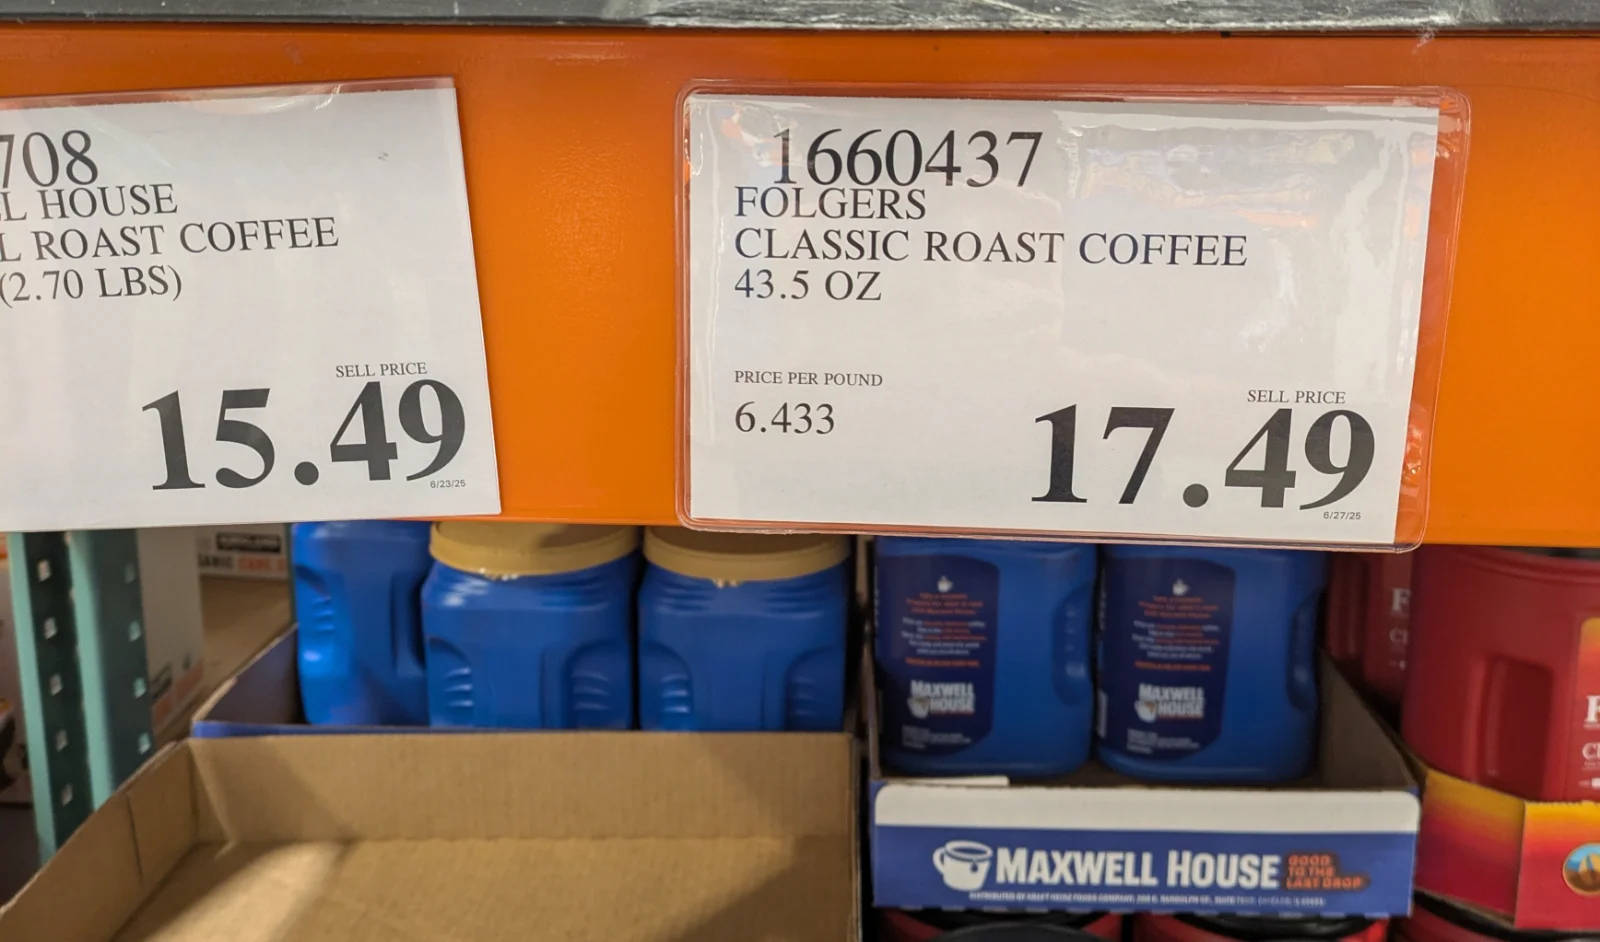 708
L HOUSE
L ROAST COFFEE
(2.70 LBS)
SELL PRICE
15.49
6/23/25
1660437
FOLGERS
CLASSIC ROAST COFFEE
43.5 OZ
PRICE PER POUND
6.433
SELL PRICE
17.49
6/27/25
MAXWELL
HOUSE
MAXWELL
HOUSE
MAXWELL HOUSE
GOOD
TO THE
LAST DROP